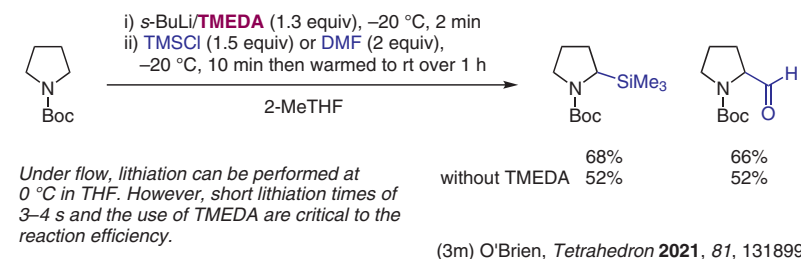 i) s-BuLi/TMEDA (1.3 equiv), –20 °C, 2 min
ii) TMSCl (1.5 equiv) or DMF (2 equiv),
–20 °C, 10 min then warmed to rt over 1 h
2-MeTHF
N
Boc
N
SiMe3
Boc
N
H
O
Boc
68% 66%
without TMEDA 52% 52%
Under flow, lithiation can be performed at
0 °C in THF. However, short lithiation times of
3–4 s and the use of TMEDA are critical to the
reaction efficiency.
(3m) O'Brien, Tetrahedron 2021, 81, 131899